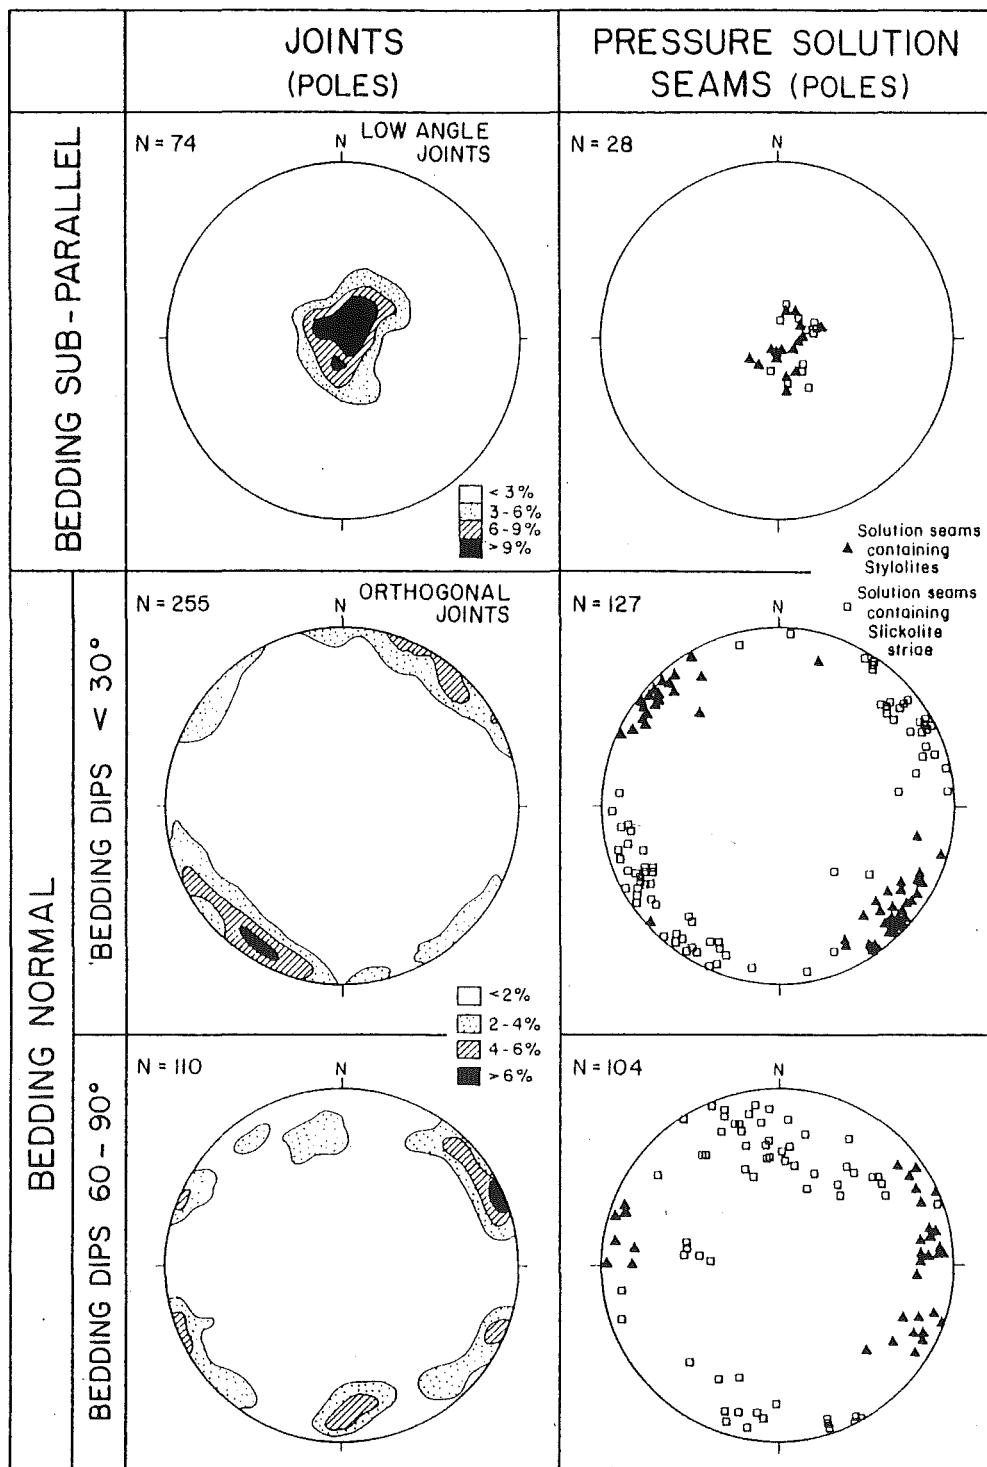 JOINTS
(POLES)
PRESSURE SOLUTION
SEAMS (POLES)
BEDDING SUB-PARALLEL
N = 74
LOW ANGLE
JOINTS
N
< 3%
3-6%
6-9%
> 9%
N = 28
N
Solution seams
containing
Stylolites
Solution seams
containing
Slickolite
striae
BEDDING NORMAL
BEDDING DIPS < 30°
N = 255
ORTHOGONAL
JOINTS
N
<2%
2-4%
4-6%
>6%
N = 127
N
BEDDING DIPS 60-90°
N = 110
N
N = 104
N